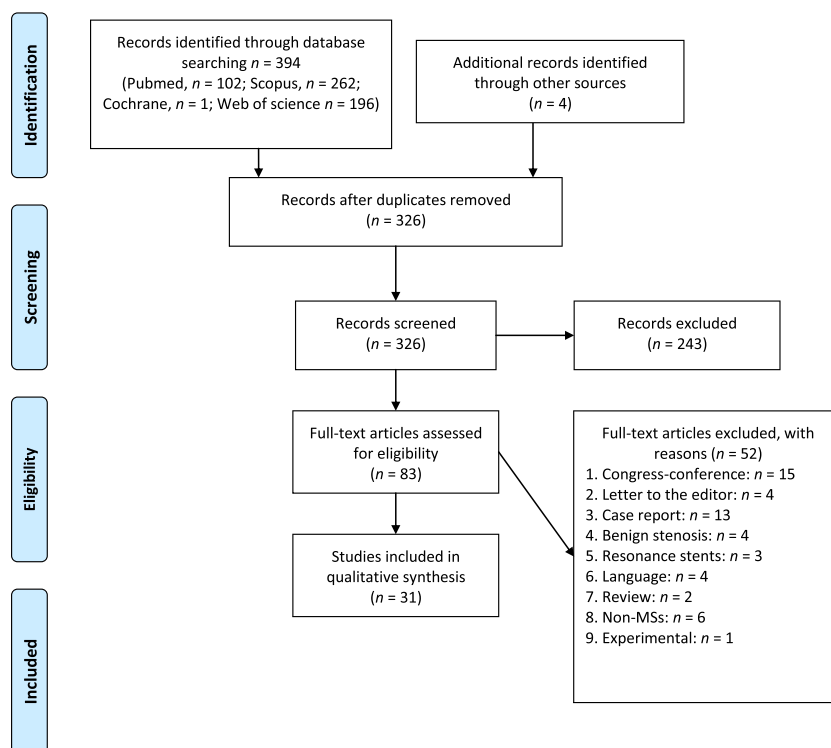 Identification
Records identified through database
searching n = 394
(Pubmed, n = 102; Scopus, n = 262;
Cochrane, n = 1; Web of science n = 196)
Additional records identified
through other sources
(n = 4)
Records after duplicates removed
(n = 326)
Screening
Records screened
(n = 326)
Records excluded
(n = 243)
Eligibility
Full-text articles assessed
for eligibility
(n = 83)
Full-text articles excluded, with
reasons (n = 52)
1. Congress-conference: n = 15
2. Letter to the editor: n = 4
3. Case report: n = 13
4. Benign stenosis: n = 4
5. Resonance stents: n = 3
6. Language: n = 4
7. Review: n = 2
8. Non-MSs: n = 6
9. Experimental: n = 1
Studies included in
qualitative synthesis
(n = 31)
Included